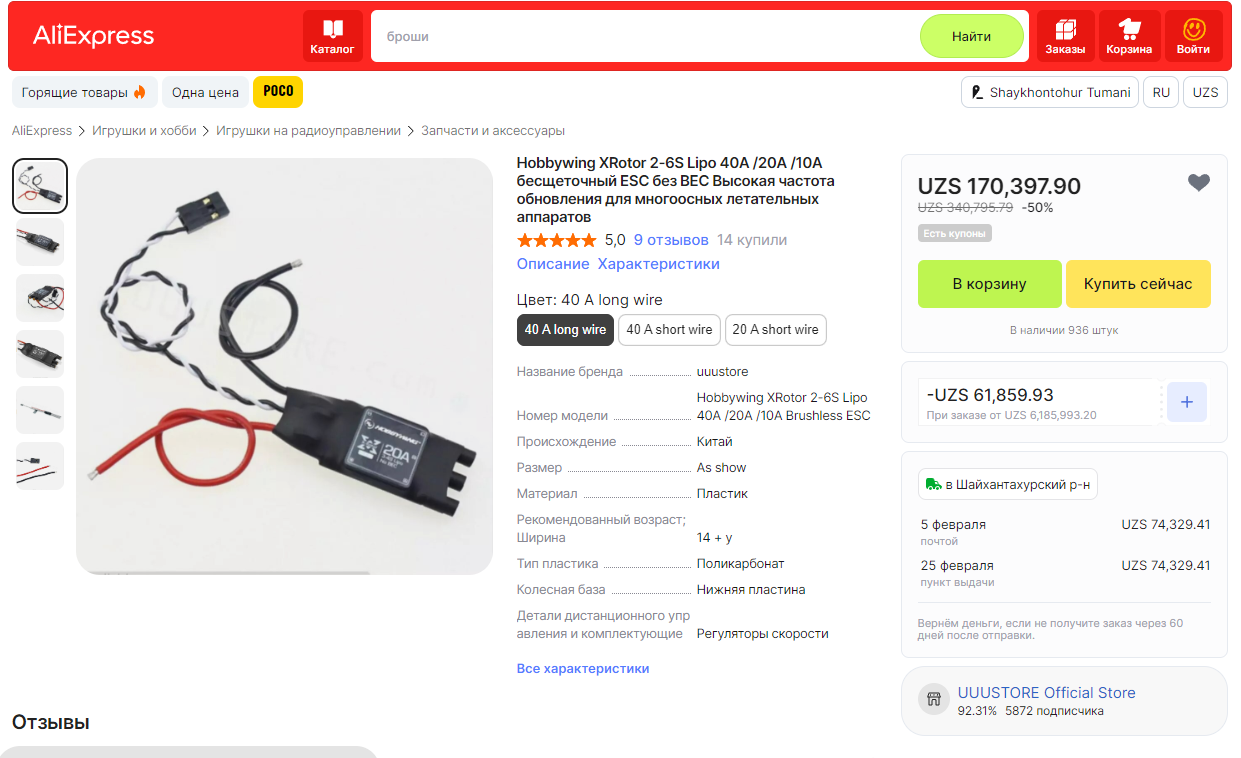 AliExpress
Каталог
броши
Найти
Заказы
Корзина
Войти
Горящие товары
Одна цена
POCO
Shaykhontohur Tumani
RU
UZS
AliExpress > Игрушки и хобби > Игрушки на радиоуправлении > Запчасти и аксессуары
HOBBYWING
20A
Hobbywing XRotor 2-6S Lipo 40A /20A /10A
бесщеточный ESC без BEC Высокая частота
обновления для многоосных летательных
аппаратов
5,0 9 отзывов 14 купили
Описание Характеристики
Цвет: 40 A long wire
40 A long wire
40 A short wire
20 A short wire
Название бренда uuustore
Номер модели Hobbywing XRotor 2-6S Lipo
40A /20A /10A Brushless ESC
Происхождение Китай
Размер As show
Материал Пластик
Рекомендованный возраст;
Ширина 14 + y
Тип пластика Поликарбонат
Колесная база Нижняя пластина
Детали дистанционного упр
авления и комплектующие Регуляторы скорости
Все характеристики
UZS 170,397.90
UZS 340,795.79 -50%
Есть купоны
В корзину
Купить сейчас
В наличии 936 штук
-UZS 61,859.93
При заказе от UZS 6,185,993.20
+
в Шайхантахурский р-н
5 февраля UZS 74,329.41
почтой
25 февраля UZS 74,329.41
пункт выдачи
Вернём деньги, если не получите заказ через 60
дней после отправки.
UUUSTORE Official Store
92.31% 5872 подписчика
Отзывы